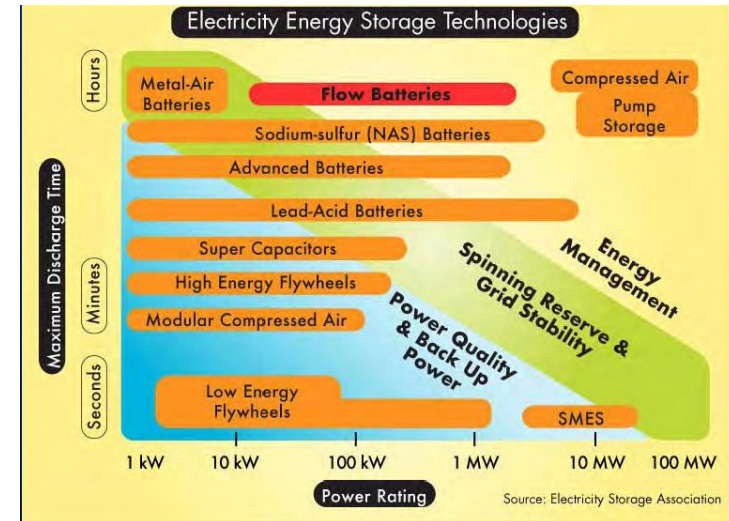 Electricity Energy Storage Technologies
Hours
Metal-Air
Batteries
Flow Batteries
Compressed Air
Pump
Storage
Sodium-sulfur (NAS) Batteries
Advanced Batteries
Lead-Acid Batteries
Maximum Discharge Time
Energy
Management
Super Capacitors
Spinning Reserve &
Grid Stability
Minutes
High Energy Flywheels
Modular Compressed Air
Power Quality
& Back Up
Power
Seconds
Low Energy
Flywheels
SMES
1 kW 10 kW 100 kW 1 MW 10 MW 100 MW
Power Rating
Source: Electricity Storage Association